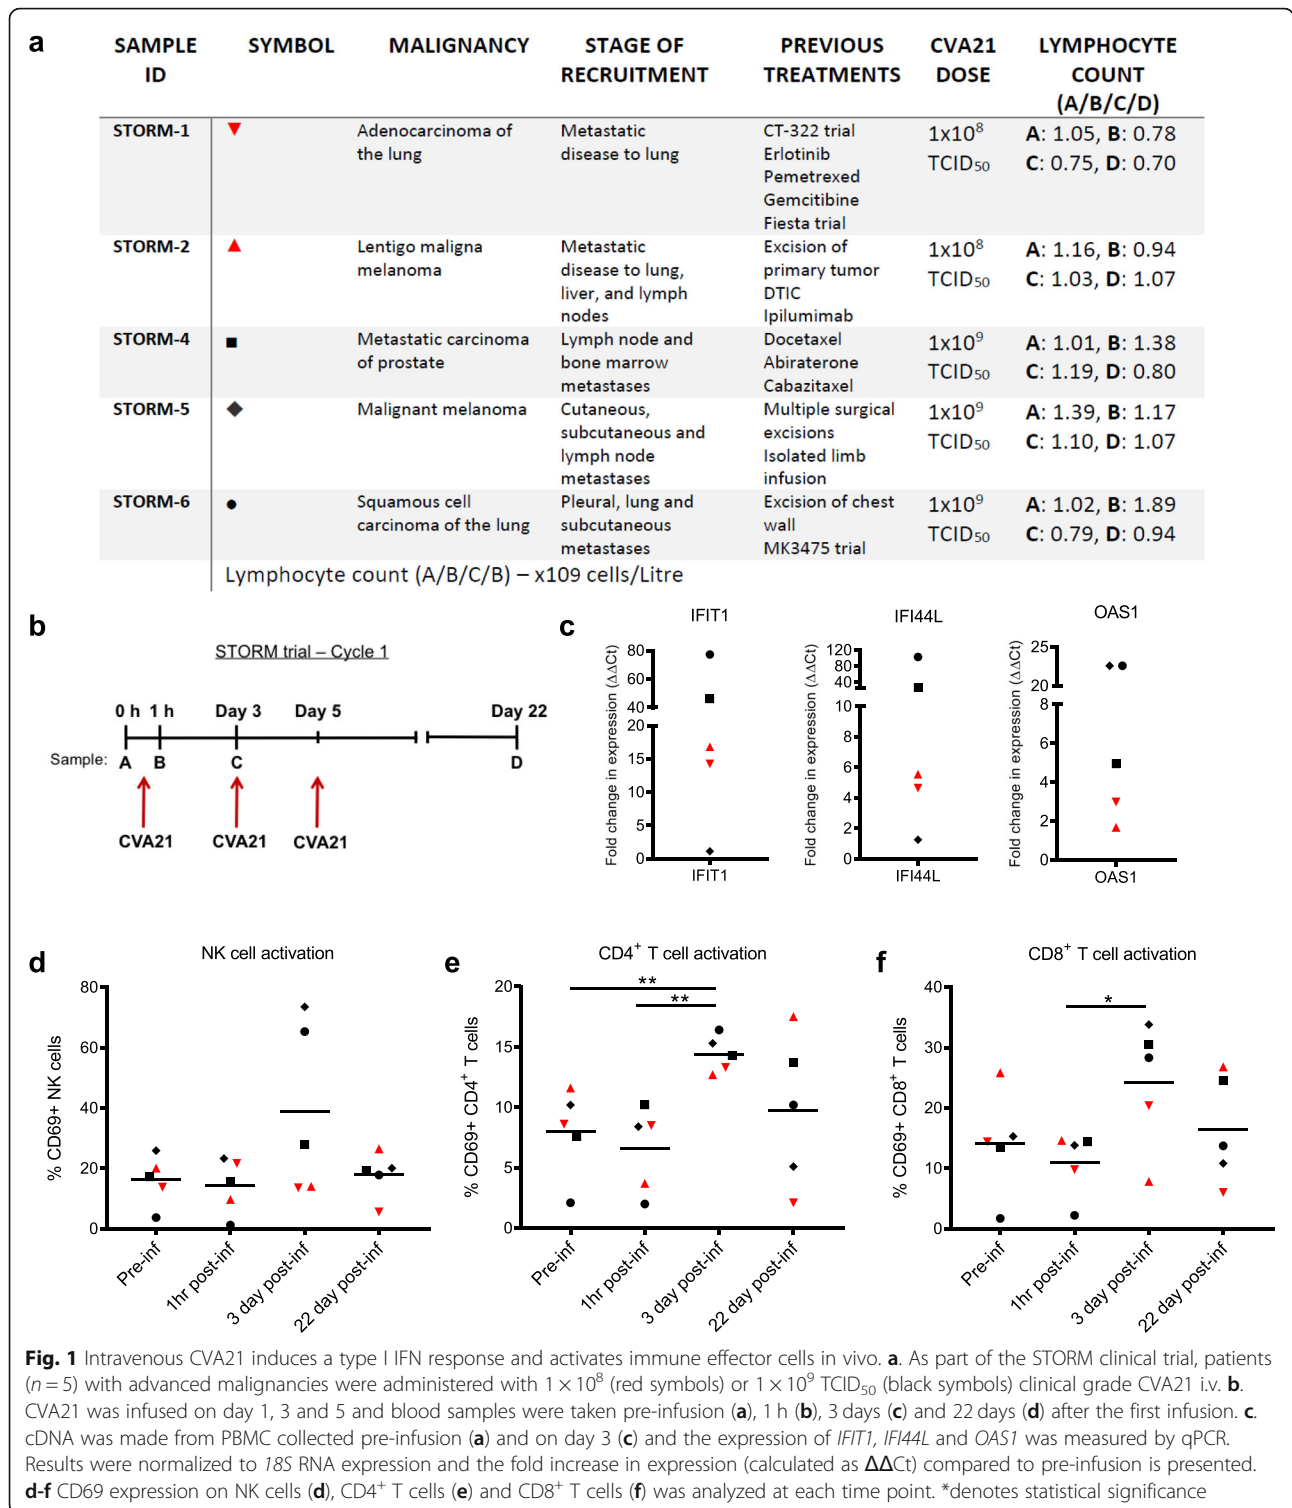 a
SAMPLE ID SYMBOL MALIGNANCY STAGE OF RECRUITMENT PREVIOUS TREATMENTS CVA21 DOSE LYMPHOCYTE COUNT (A/B/C/D)
STORM-1 ▼ Adenocarcinoma of the lung Metastatic disease to lung CT-322 trial Erlotinib Pemetrexed Gemcitibine Fiesta trial 1x10⁸ TCID₅₀ A: 1.05, B: 0.78 C: 0.75, D: 0.70
STORM-2 ▲ Lentigo maligna melanoma Metastatic disease to lung, liver, and lymph nodes Excision of primary tumor DTIC Ipilumimab 1x10⁸ TCID₅₀ A: 1.16, B: 0.94 C: 1.03, D: 1.07
STORM-4 ■ Metastatic carcinoma of prostate Lymph node and bone marrow metastases Docetaxel Abiraterone Cabazitaxel 1x10⁹ TCID₅₀ A: 1.01, B: 1.38 C: 1.19, D: 0.80
STORM-5 ◆ Malignant melanoma Cutaneous, subcutaneous and lymph node metastases Multiple surgical excisions Isolated limb infusion 1x10⁹ TCID₅₀ A: 1.39, B: 1.17 C: 1.10, D: 1.07
STORM-6 ● Squamous cell carcinoma of the lung Pleural, lung and subcutaneous metastases Excision of chest wall MK3475 trial 1x10⁹ TCID₅₀ A: 1.02, B: 1.89 C: 0.79, D: 0.94
Lymphocyte count (A/B/C/B) – x109 cells/Litre
b
STORM trial – Cycle 1
0 h 1 h Day 3 Day 5 Day 22
Sample: A B C D
CVA21 CVA21 CVA21
c
IFIT1
Fold change in expression (ΔΔCt)
80
60
40
20
15
10
5
0
IFIT1
IFI44L
Fold change in expression (ΔΔCt)
120
80
40
10
8
6
4
2
0
IFI44L
OAS1
Fold change in expression (ΔΔCt)
25
20
8
6
4
2
0
OAS1
d
NK cell activation
% CD69+ NK cells
80
60
40
20
0
Pre-inf 1hr post-inf 3 day post-inf 22 day post-inf
e
CD4⁺ T cell activation
% CD69+ CD4⁺ T cells
20
15
10
5
0
**
**
Pre-inf 1hr post-inf 3 day post-inf 22 day post-inf
f
CD8⁺ T cell activation
% CD69+ CD8⁺ T cells
40
30
20
10
0
*
Pre-inf 1hr post-inf 3 day post-inf 22 day post-inf
Fig. 1 Intravenous CVA21 induces a type I IFN response and activates immune effector cells in vivo. a. As part of the STORM clinical trial, patients
(n = 5) with advanced malignancies were administered with 1 × 10⁸ (red symbols) or 1 × 10⁹ TCID₅₀ (black symbols) clinical grade CVA21 i.v. b.
CVA21 was infused on day 1, 3 and 5 and blood samples were taken pre-infusion (a), 1 h (b), 3 days (c) and 22 days (d) after the first infusion. c.
cDNA was made from PBMC collected pre-infusion (a) and on day 3 (c) and the expression of IFIT1, IFI44L and OAS1 was measured by qPCR.
Results were normalized to 18S RNA expression and the fold increase in expression (calculated as ΔΔCt) compared to pre-infusion is presented.
d-f CD69 expression on NK cells (d), CD4⁺ T cells (e) and CD8⁺ T cells (f) was analyzed at each time point. *denotes statistical significance